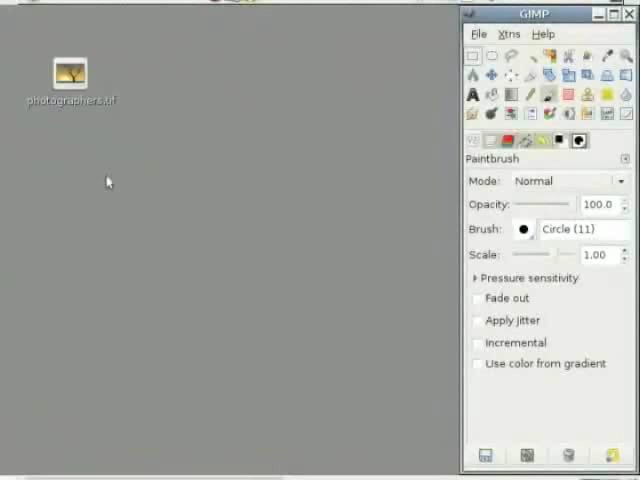 GIMP
File Xtns Help
photographers.tif
Paintbrush
Mode: Normal
Opacity: 100.0
Brush: Circle (11)
Scale: 1.00
Pressure sensitivity
Fade out
Apply Jitter
Incremental
Use color from gradient